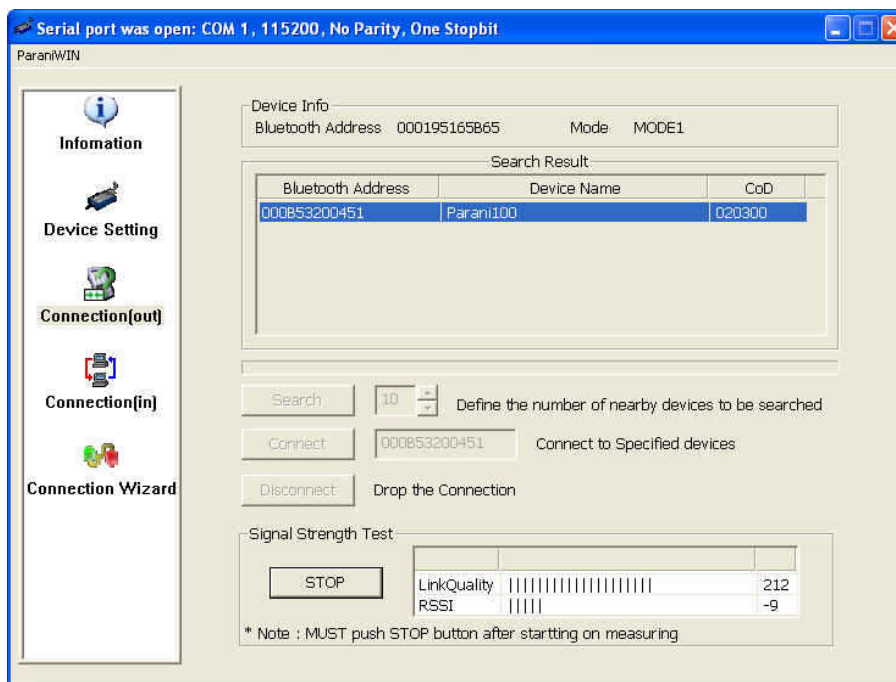 Serial port was open: COM 1, 115200, No Parity, One Stopbit
ParaniWIN
Infomation
Device Setting
Connection(out)
Connection(in)
Connection Wizard
Device Info
Bluetooth Address 000195165B65 Mode MODE1
Search Result
Bluetooth Address Device Name CoD
000B53200451 Parani100 020300
Search 10 Define the number of nearby devices to be searched
Connect 000B53200451 Connect to Specified devices
Disconnect Drop the Connection
Signal Strength Test
STOP
LinkQuality |||||||||||||||||||| 212
RSSI ||||| -9
* Note : MUST push STOP button after startting on measuring